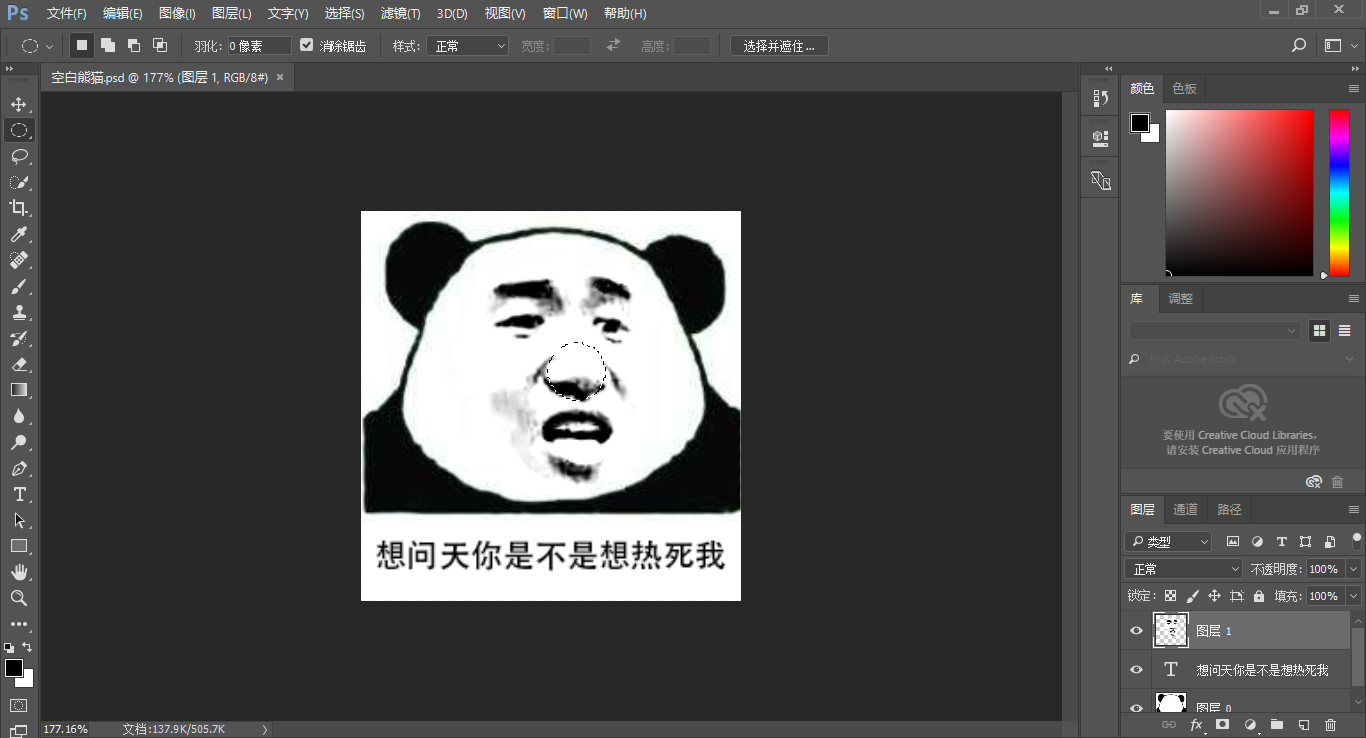 Ps 文件(F) 编辑(E) 图像(I) 图层(L) 文字(Y) 选择(S) 滤镜(T) 3D(D) 视图(V) 窗口(W) 帮助(H)
羽化: 0 像素 消除锯齿 样式: 正常 宽度: 高度: 选择并遮住 ...
空白熊猫.psd @ 177% (图层 1, RGB/8#) ×
颜色 色板
库 调整
搜索 Adobe Stock
要使用 Creative Cloud Libraries,
请安装 Creative Cloud 应用程序
图层 通道 路径
类型
正常 不透明度: 100%
锁定: 填充: 100%
图层 1
T 想问天你是不是想热死我
图层 0
fx
想问天你是不是想热死我
177.16% 文档:137.9K/505.7K